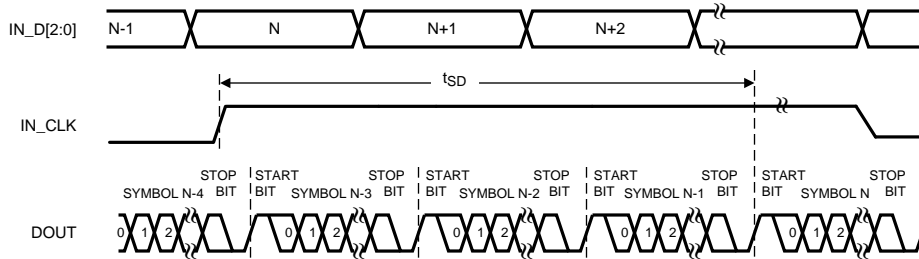 IN_D[2:0] N-1 N N+1 N+2
tSD
IN_CLK
STOP START STOP START STOP START STOP START STOP
SYMBOL N-4 BIT BIT SYMBOL N-3 BIT BIT SYMBOL N-2 BIT BIT SYMBOL N-1 BIT BIT SYMBOL N BIT
DOUT 0 1 2 0 1 2 0 1 2 0 1 2 0 1 2